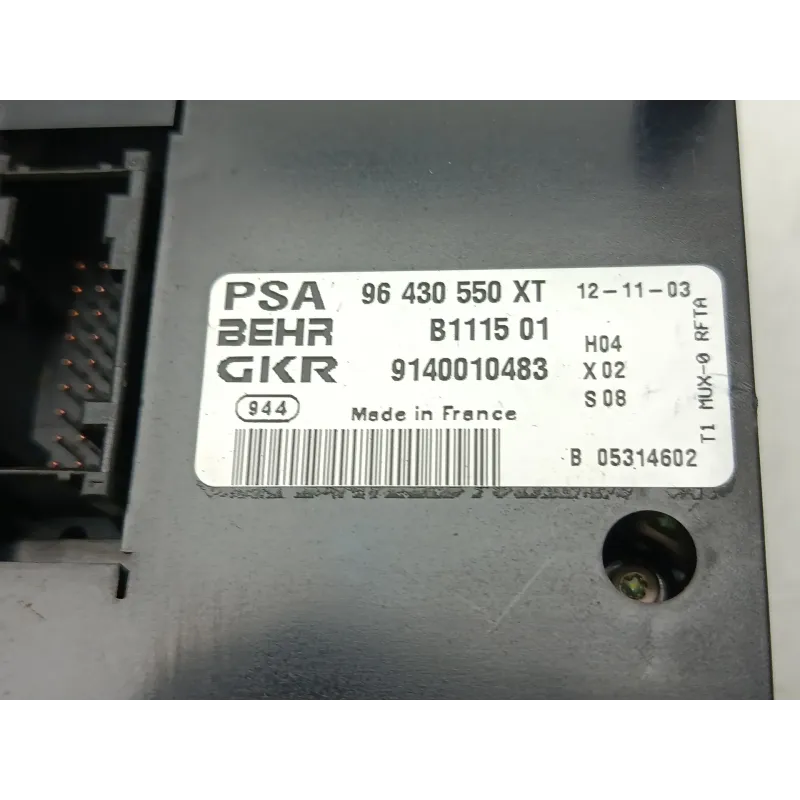 PSA 96 430 550 XT 12-11-03
BEHR B1115 01 H04
GKR 9140010483 X 02
944 Made in France S 08
B 05314602
T1 MUX-0 RFTA